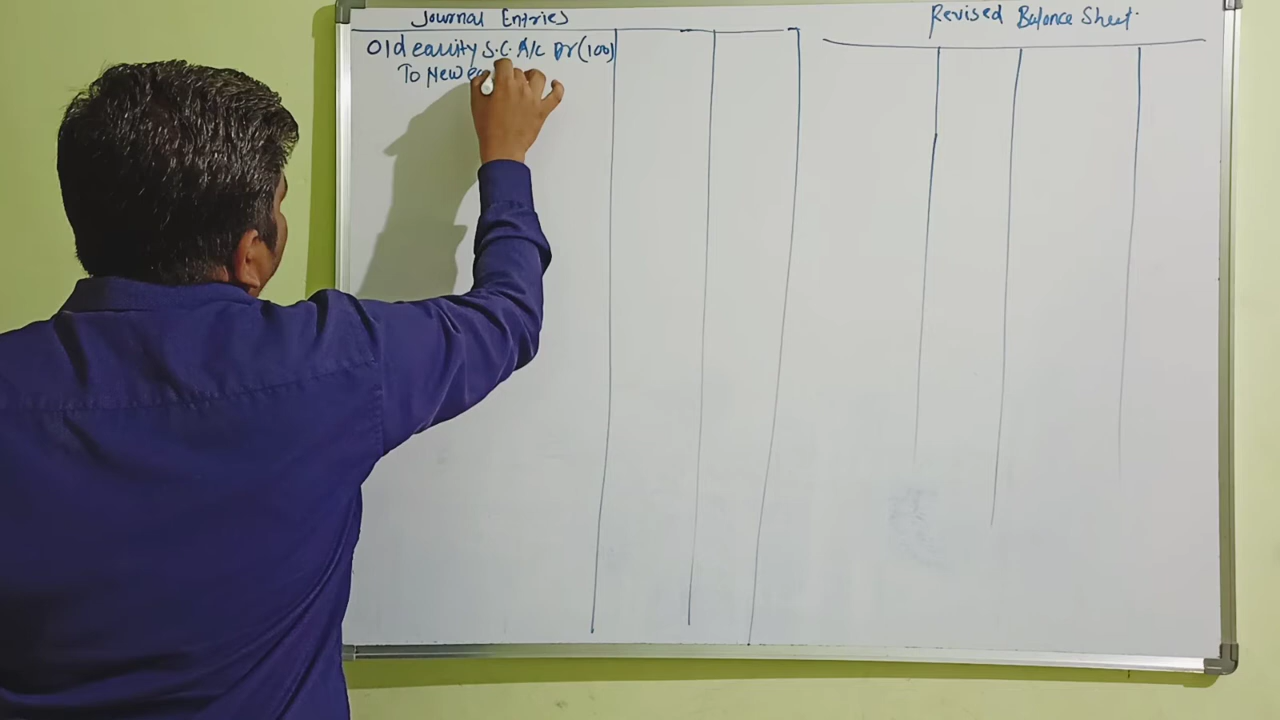 Journal Entries
Old equity S.C. A/c Dr (100)
To New
Revised Balance Sheet